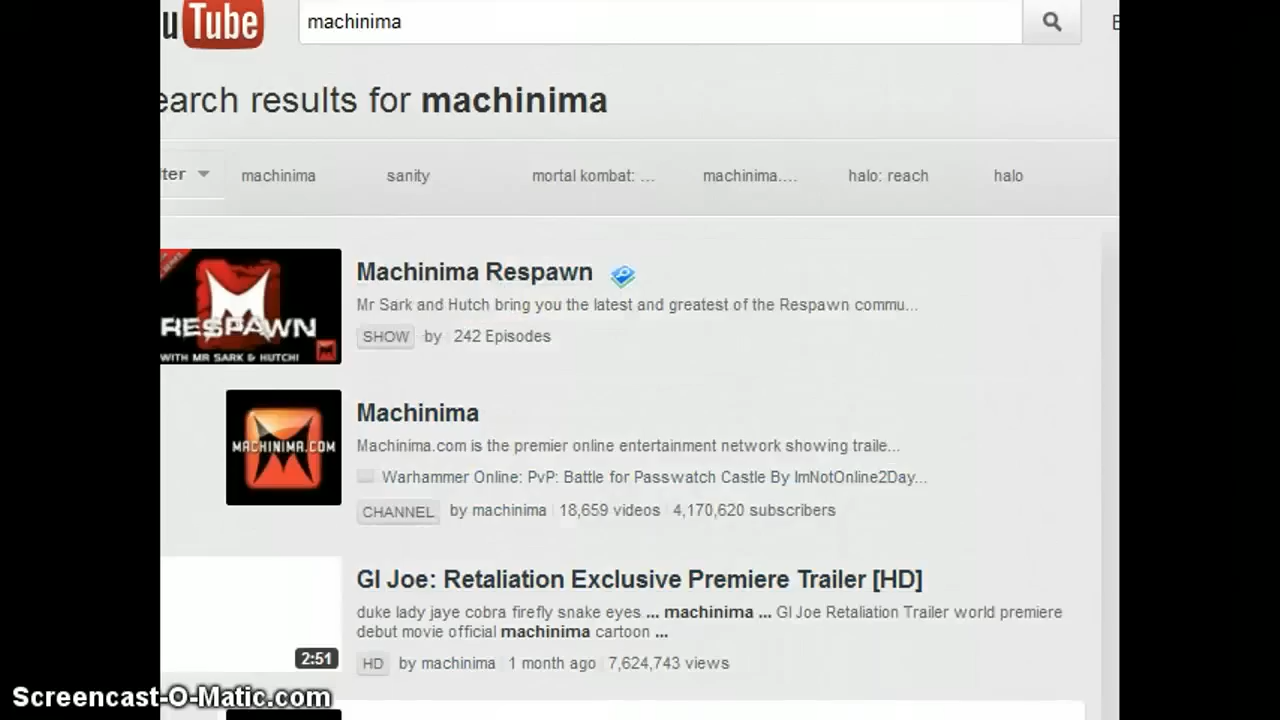 u Tube
machinima
E
earch results for machinima
ter
machinima
sanity
mortal kombat: ...
machinima....
halo: reach
halo
RESPAWN
WITH MR SARK & HUTCH!
Machinima Respawn
Mr Sark and Hutch bring you the latest and greatest of the Respawn commu...
SHOW by 242 Episodes
MACHINIMA.COM
Machinima
Machinima.com is the premier online entertainment network showing traile...
Warhammer Online: PvP: Battle for Passwatch Castle By ImNotOnline2Day...
CHANNEL by machinima 18,659 videos 4,170,620 subscribers
2:51
GI Joe: Retaliation Exclusive Premiere Trailer [HD]
duke lady jaye cobra firefly snake eyes ... machinima ... GI Joe Retaliation Trailer world premiere
debut movie official machinima cartoon ...
HD by machinima 1 month ago 7,624,743 views
Screencast-O-Matic.com